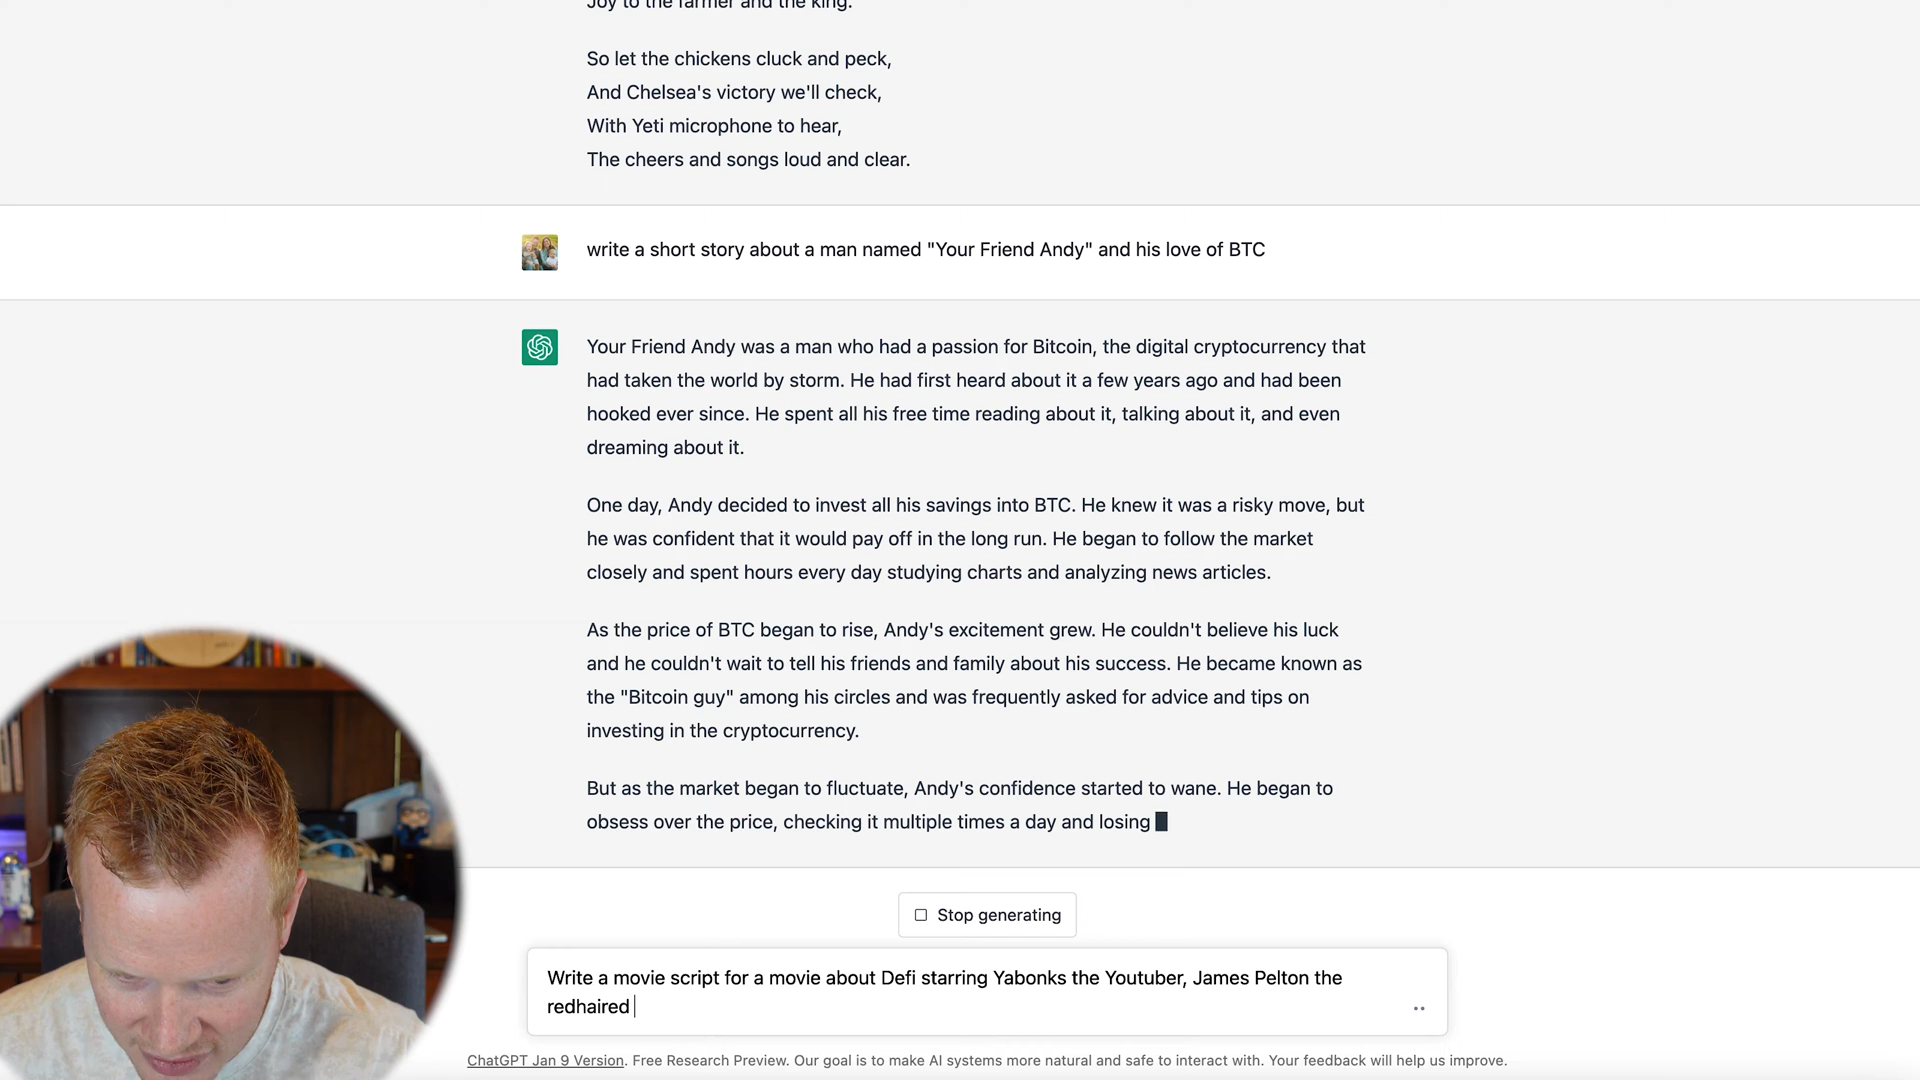 Joy to the farmer and the king.
So let the chickens cluck and peck,
And Chelsea's victory we'll check,
With Yeti microphone to hear,
The cheers and songs loud and clear.
write a short story about a man named "Your Friend Andy" and his love of BTC
Your Friend Andy was a man who had a passion for Bitcoin, the digital cryptocurrency that
had taken the world by storm. He had first heard about it a few years ago and had been
hooked ever since. He spent all his free time reading about it, talking about it, and even
dreaming about it.
One day, Andy decided to invest all his savings into BTC. He knew it was a risky move, but
he was confident that it would pay off in the long run. He began to follow the market
closely and spent hours every day studying charts and analyzing news articles.
As the price of BTC began to rise, Andy's excitement grew. He couldn't believe his luck
and he couldn't wait to tell his friends and family about his success. He became known as
the "Bitcoin guy" among his circles and was frequently asked for advice and tips on
investing in the cryptocurrency.
But as the market began to fluctuate, Andy's confidence started to wane. He began to
obsess over the price, checking it multiple times a day and losing
Stop generating
Write a movie script for a movie about Defi starring Yabonks the Youtuber, James Pelton the
redhaired
ChatGPT Jan 9 Version. Free Research Preview. Our goal is to make AI systems more natural and safe to interact with. Your feedback will help us improve.